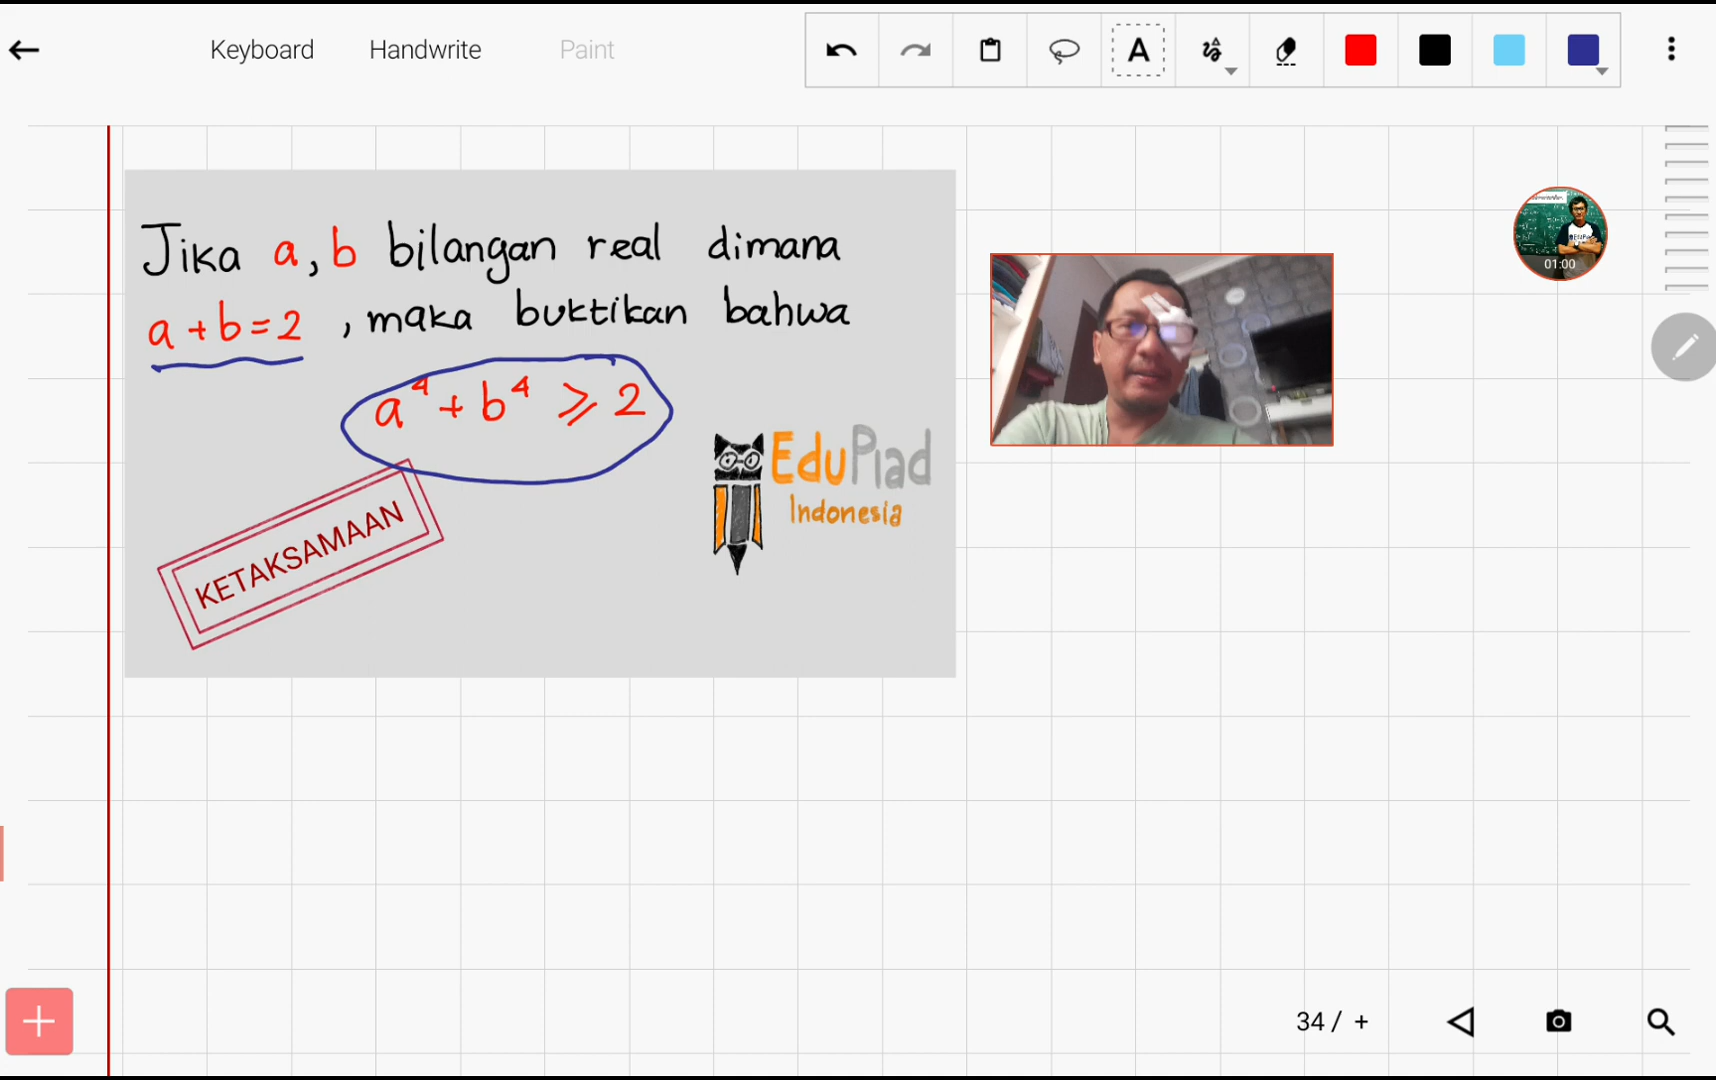 Keyboard Handwrite Paint
A
01:00
Jika a, b bilangan real dimana
a + b = 2 , maka buktikan bahwa
a⁴ + b⁴ ⩾ 2
EduPiad
Indonesia
KETAKSAMAAN
34 / +